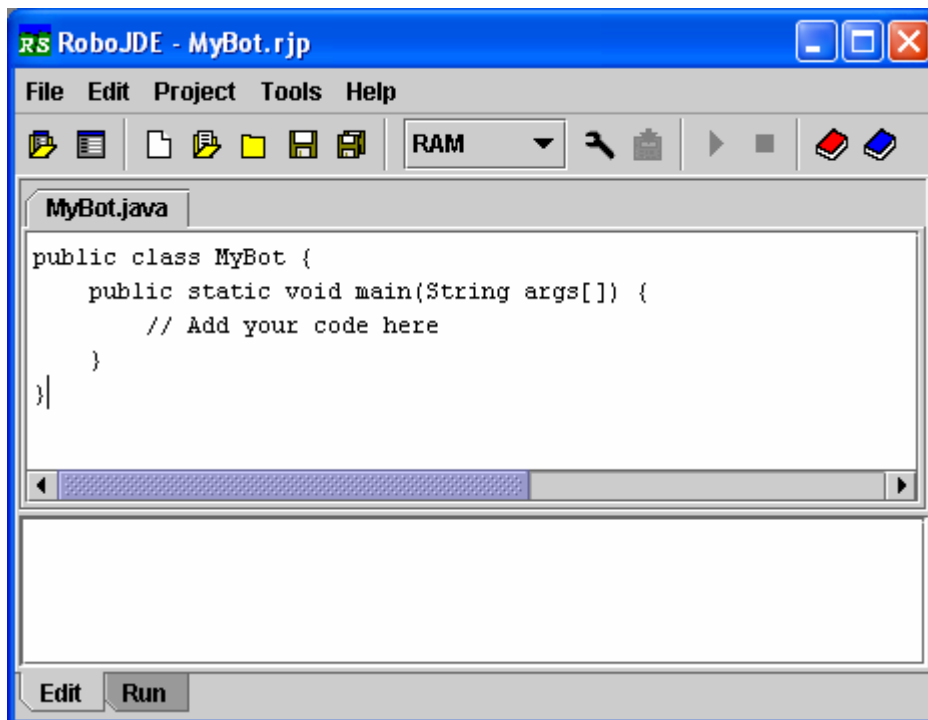 RS RoboJDE - MyBot.rjp
File Edit Project Tools Help
RAM
MyBot.java
public class MyBot {
    public static void main(String args[]) {
        // Add your code here
    }
}
Edit Run